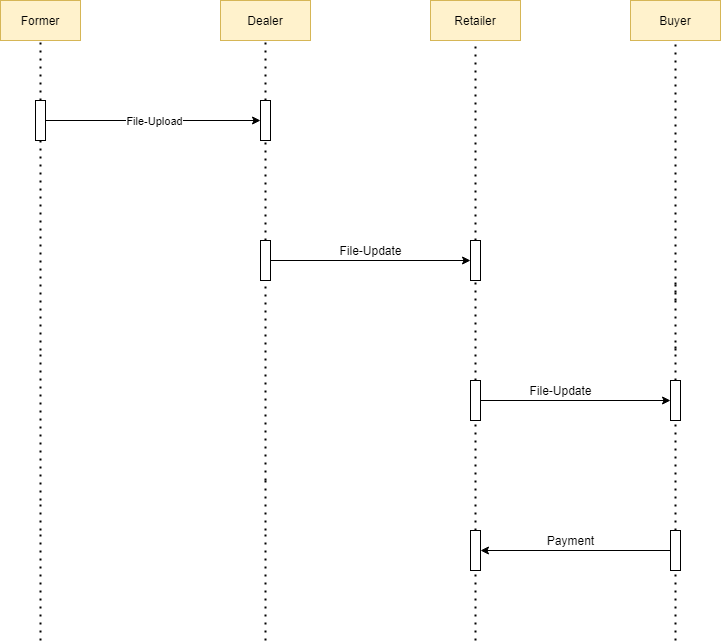 Former
Dealer
Retailer
Buyer
File-Upload
File-Update
File-Update
Payment